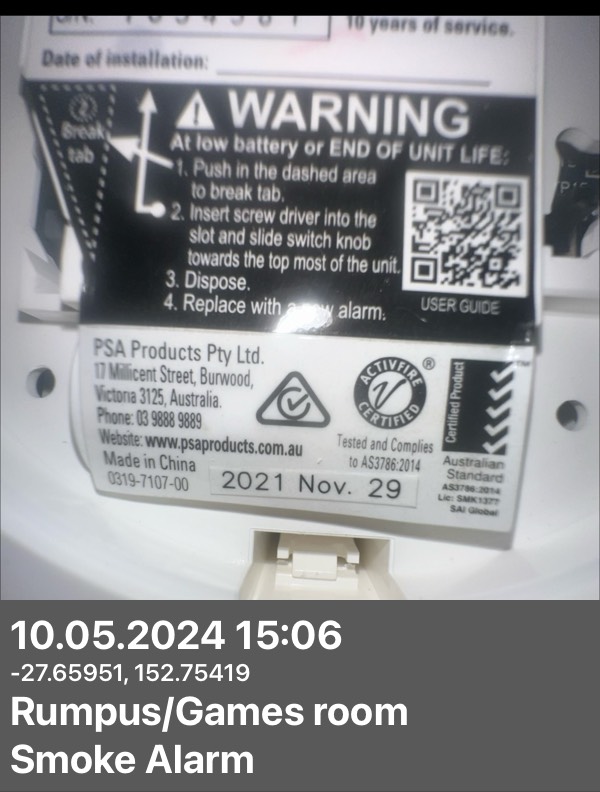 10 years of service.
Date of installation:
2
Break
tab
WARNING
At low battery or END OF UNIT LIFE:
1. Push in the dashed area
to break tab.
2. Insert screw driver into the
slot and slide switch knob
towards the top most of the unit.
3. Dispose.
4. Replace with a new alarm.
USER GUIDE
PSA Products Pty Ltd.
17 Millicent Street, Burwood,
Victoria 3125, Australia.
Phone: 03 9888 9889
Website: www.psaproducts.com.au
Made in China
0319-7107-00
2021 Nov. 29
ACTIVFIRE ®
CERTIFIED
Tested and Complies
to AS3786:2014
Certified Product
TM
Australian
Standard
AS3786:2014
Lic: SMK1377
SAI Global
10.05.2024 15:06
-27.65951, 152.75419
Rumpus/Games room
Smoke Alarm